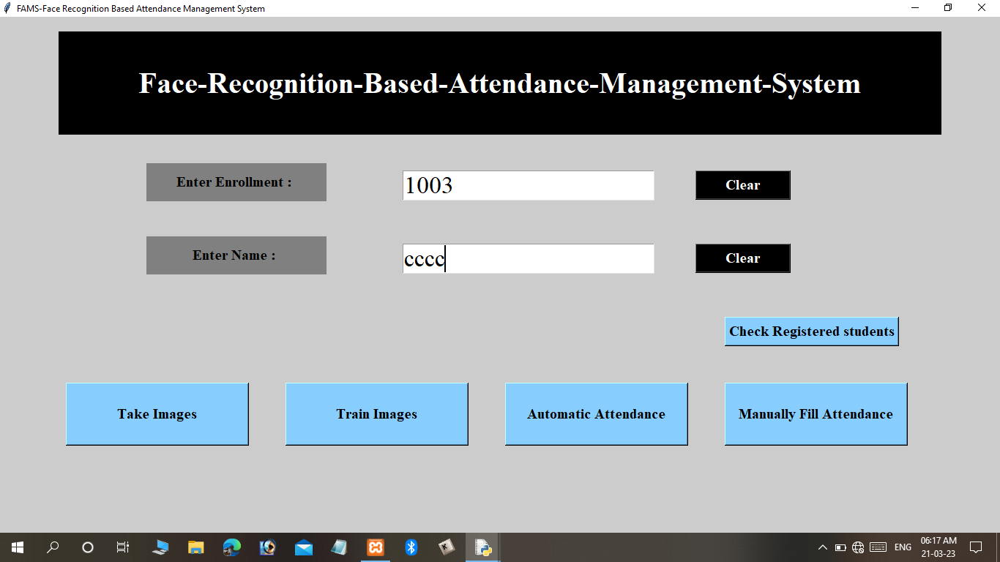 FAMS-Face Recognition Based Attendance Management System
Face-Recognition-Based-Attendance-Management-System
Enter Enrollment :
1003
Clear
Enter Name :
cccc
Clear
Check Registered students
Take Images
Train Images
Automatic Attendance
Manually Fill Attendance
ENG
06:17 AM
21-03-23